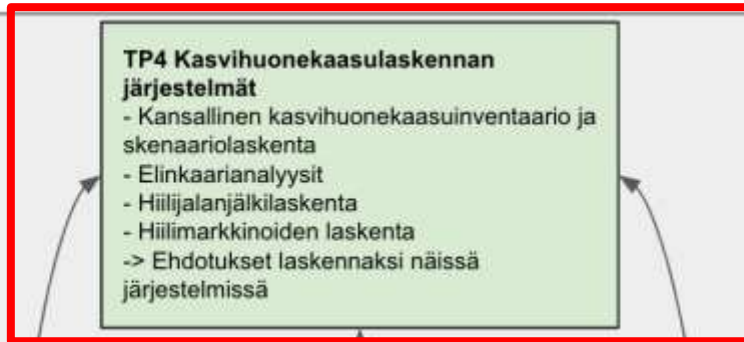 TP4 Kasvihuonekaasulaskennan
järjestelmät
- Kansallinen kasvihuonekaasuinventaario ja
skenaariolaskenta
- Elinkaarianalyysit
- Hiilijalanjälkilaskenta
- Hiilimarkkinoiden laskenta
-> Ehdotukset laskennaksi näissä
järjestelmissä